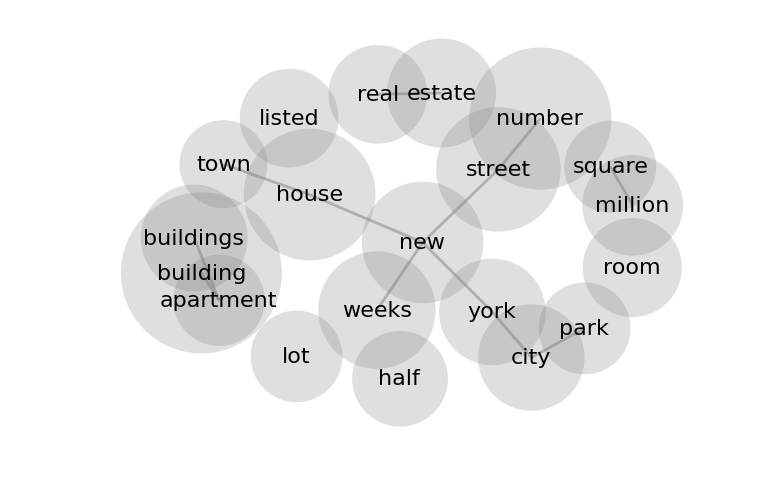 real estate
listed
number
town
square
street
house
million
buildings
new
room
building
apartment
weeks
york
park
lot
city
half